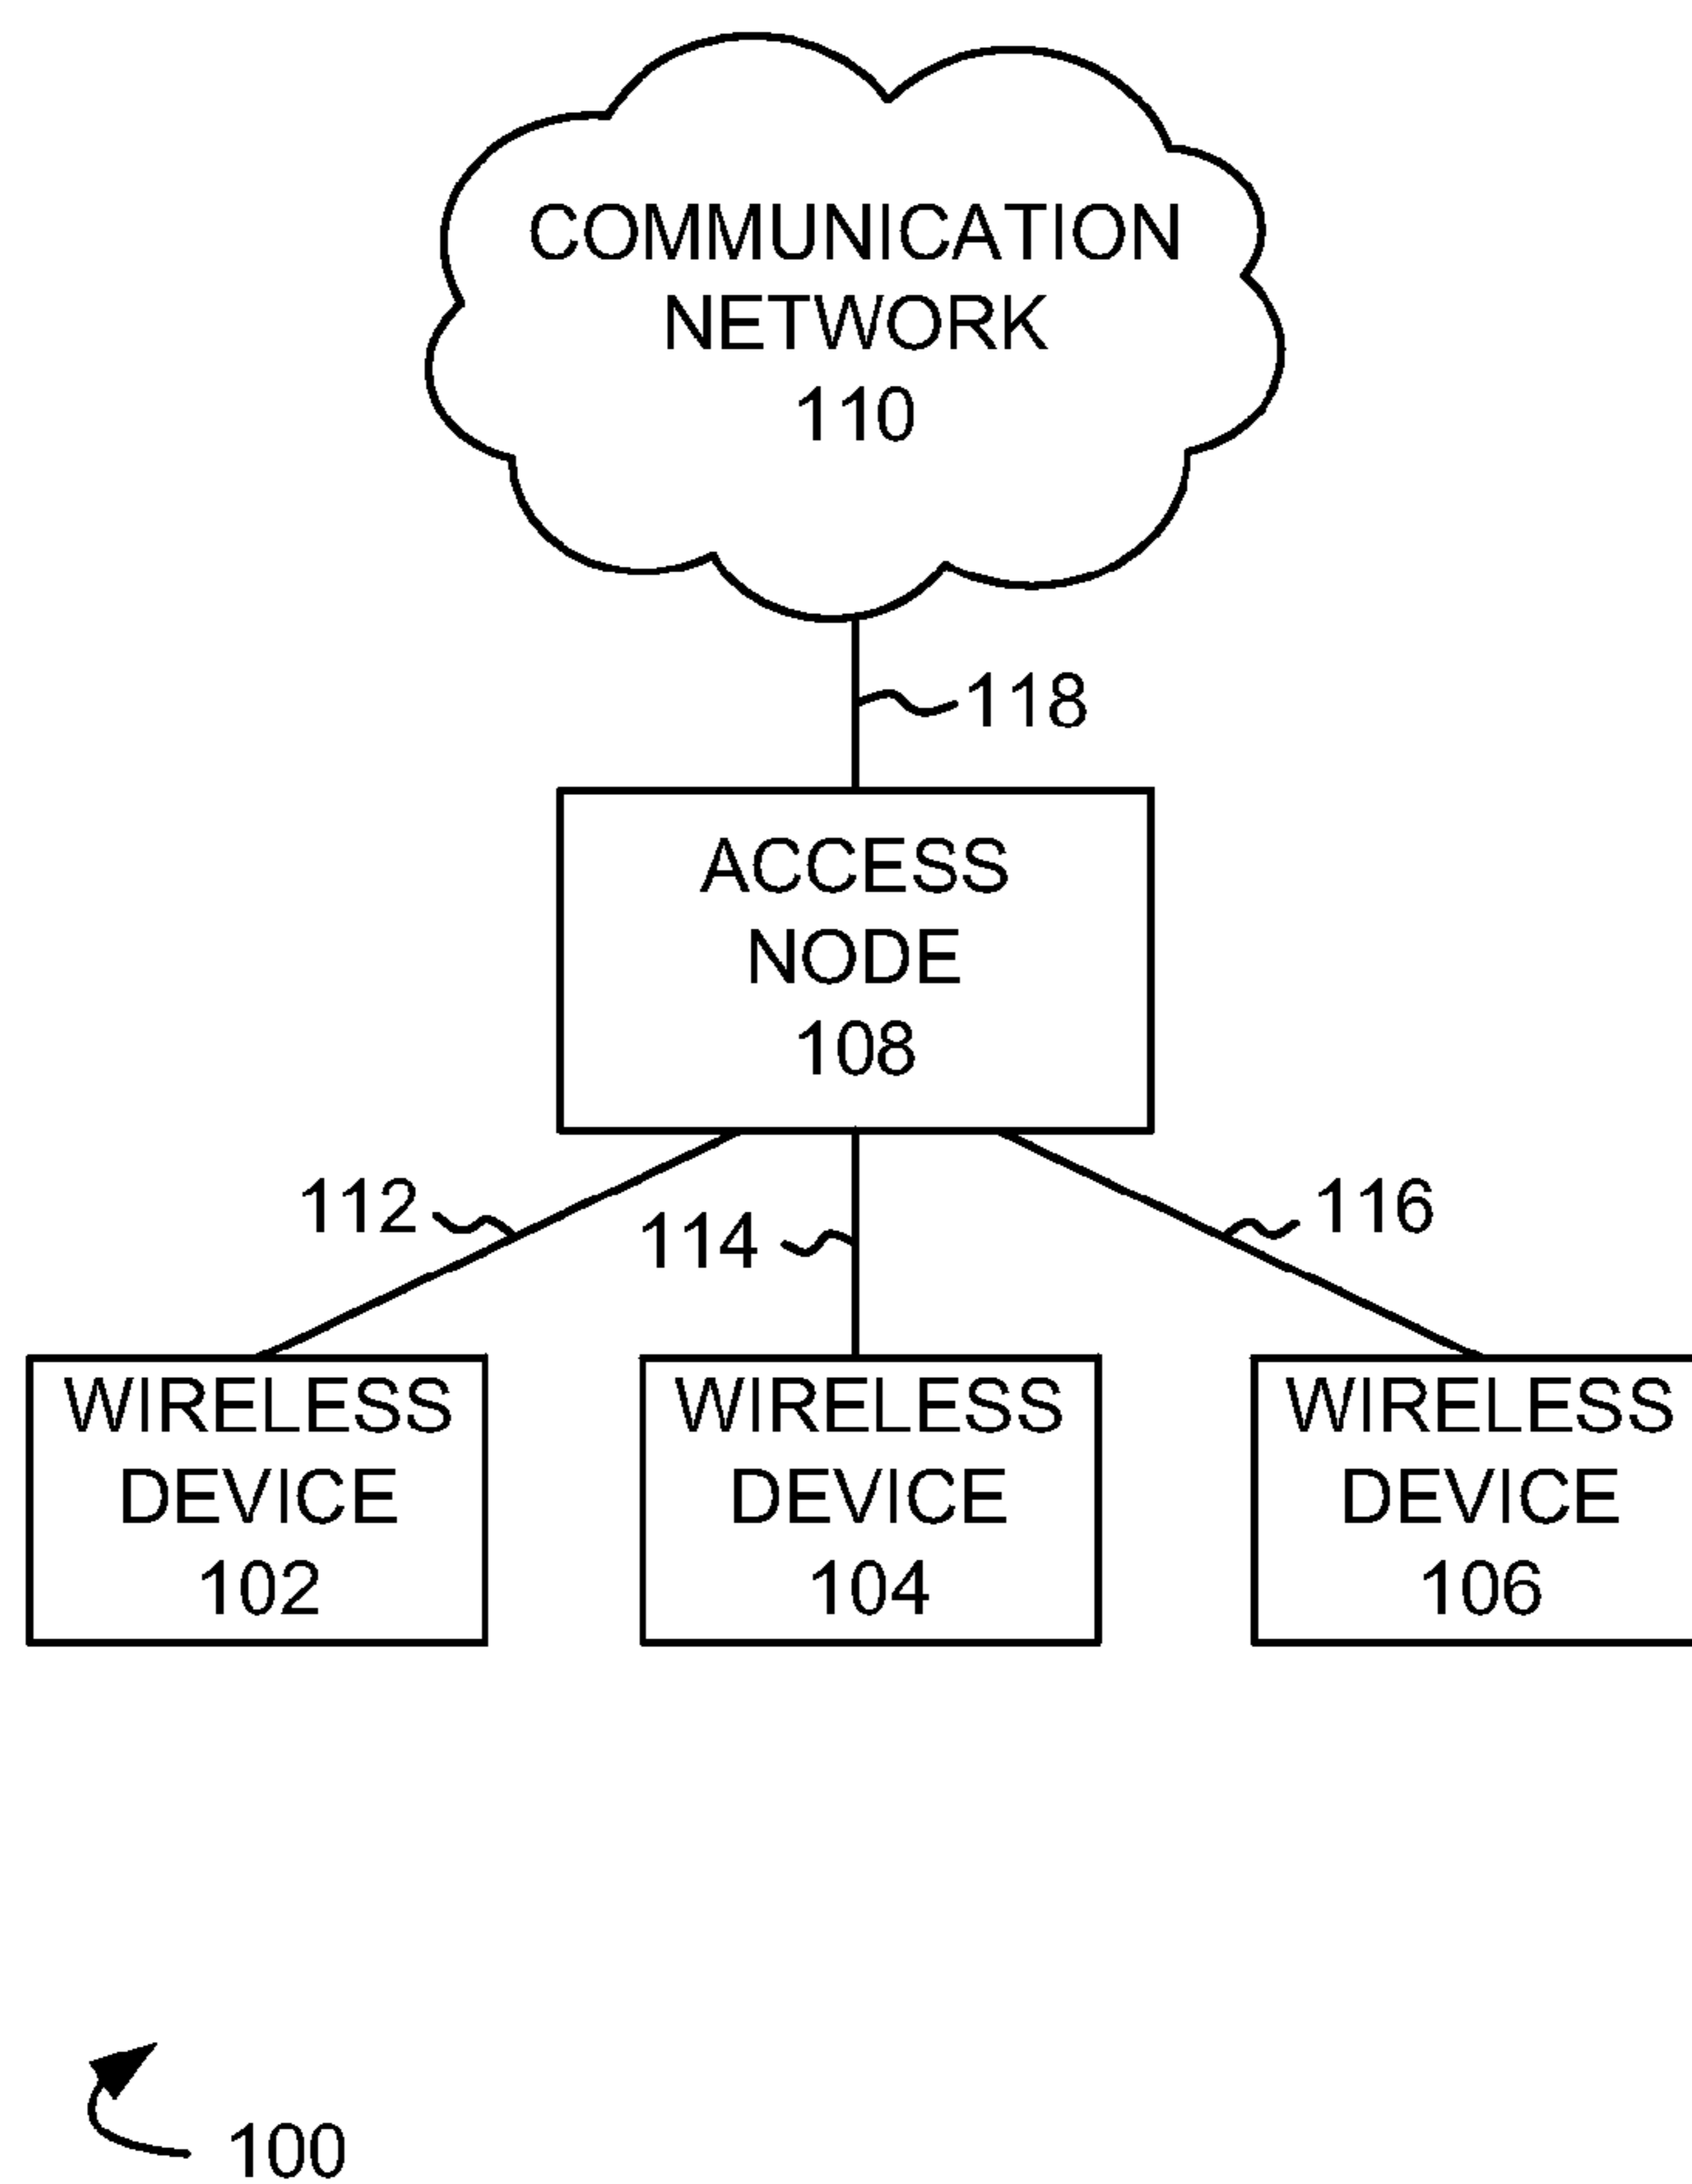 COMMUNICATION
NETWORK
110
118
ACCESS
NODE
108
112
114
116
WIRELESS
DEVICE
102
WIRELESS
DEVICE
104
WIRELESS
DEVICE
106
100